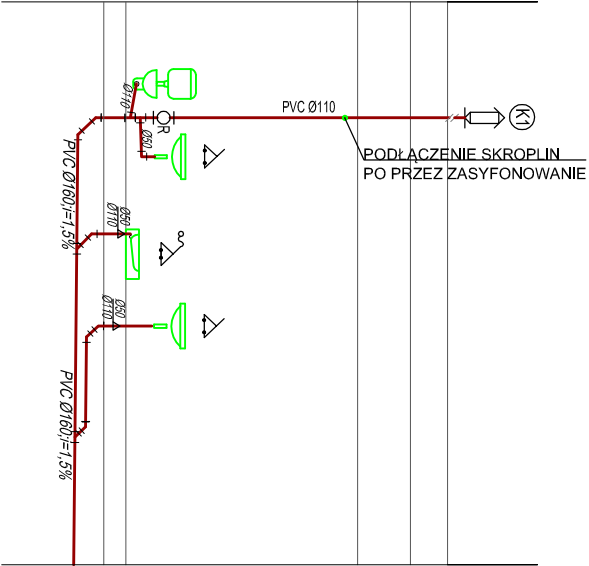 Ø110
PVC Ø110
K1
R
Ø50
PODŁĄCZENIE SKROPLIN
PO PRZEZ ZASYFONOWANIE
PVC Ø160;i=1,5%
Ø50
Ø110
Ø50
Ø110
PVC Ø160;i=1,5%